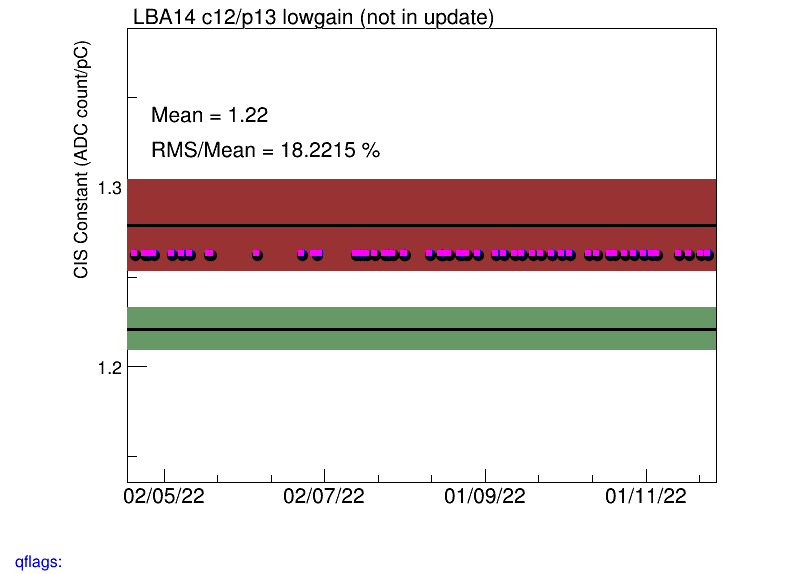 LBA14 c12/p13 lowgain (not in update)
CIS Constant (ADC count/pC)
Mean = 1.22
RMS/Mean = 18.2215 %
1.3
1.2
02/05/22 02/07/22 01/09/22 01/11/22
qflags: